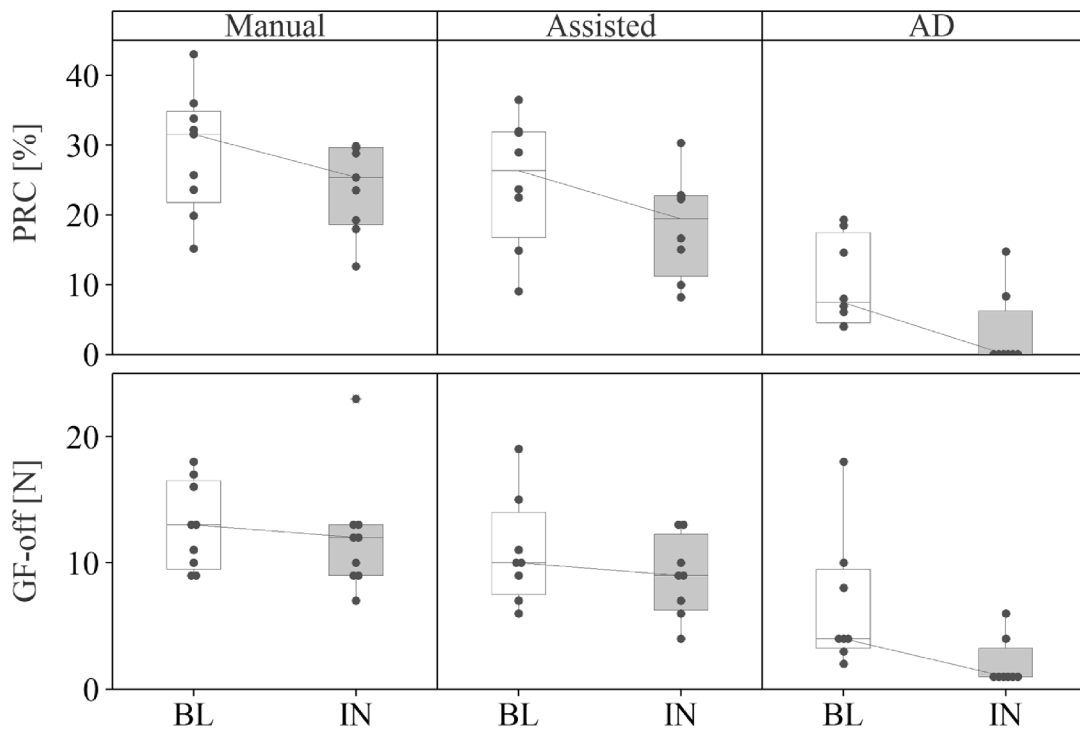 Manual Assisted AD
PRC [%]
40
30
20
10
0
GF-off [N]
20
10
0
BL IN BL IN BL IN